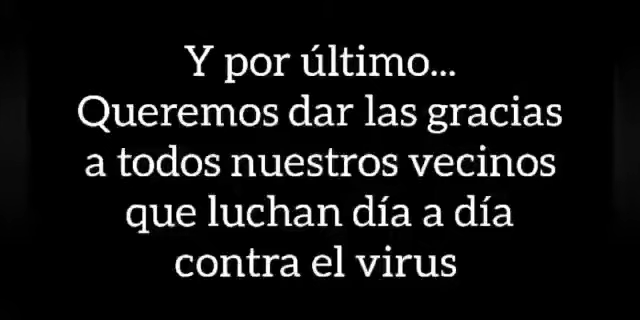 Y por último...
Queremos dar las gracias
a todos nuestros vecinos
que luchan día a día
contra el virus